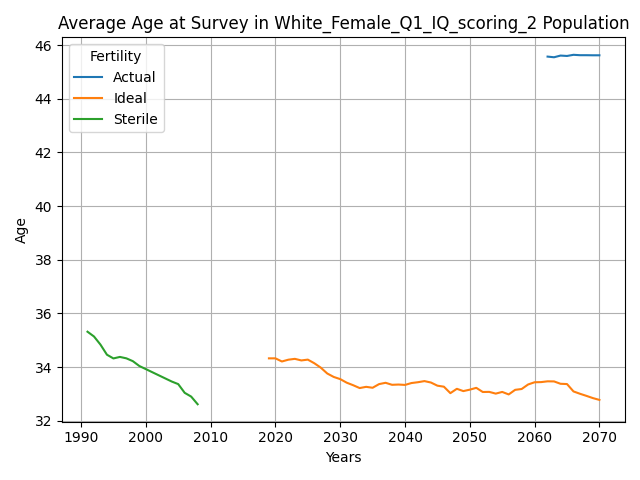 Average Age at Survey in White_Female_Q1_IQ_scoring_2 Population
Fertility
Actual
Ideal
Sterile
46
44
42
40
38
36
34
32
Age
1990 2000 2010 2020 2030 2040 2050 2060 2070
Years